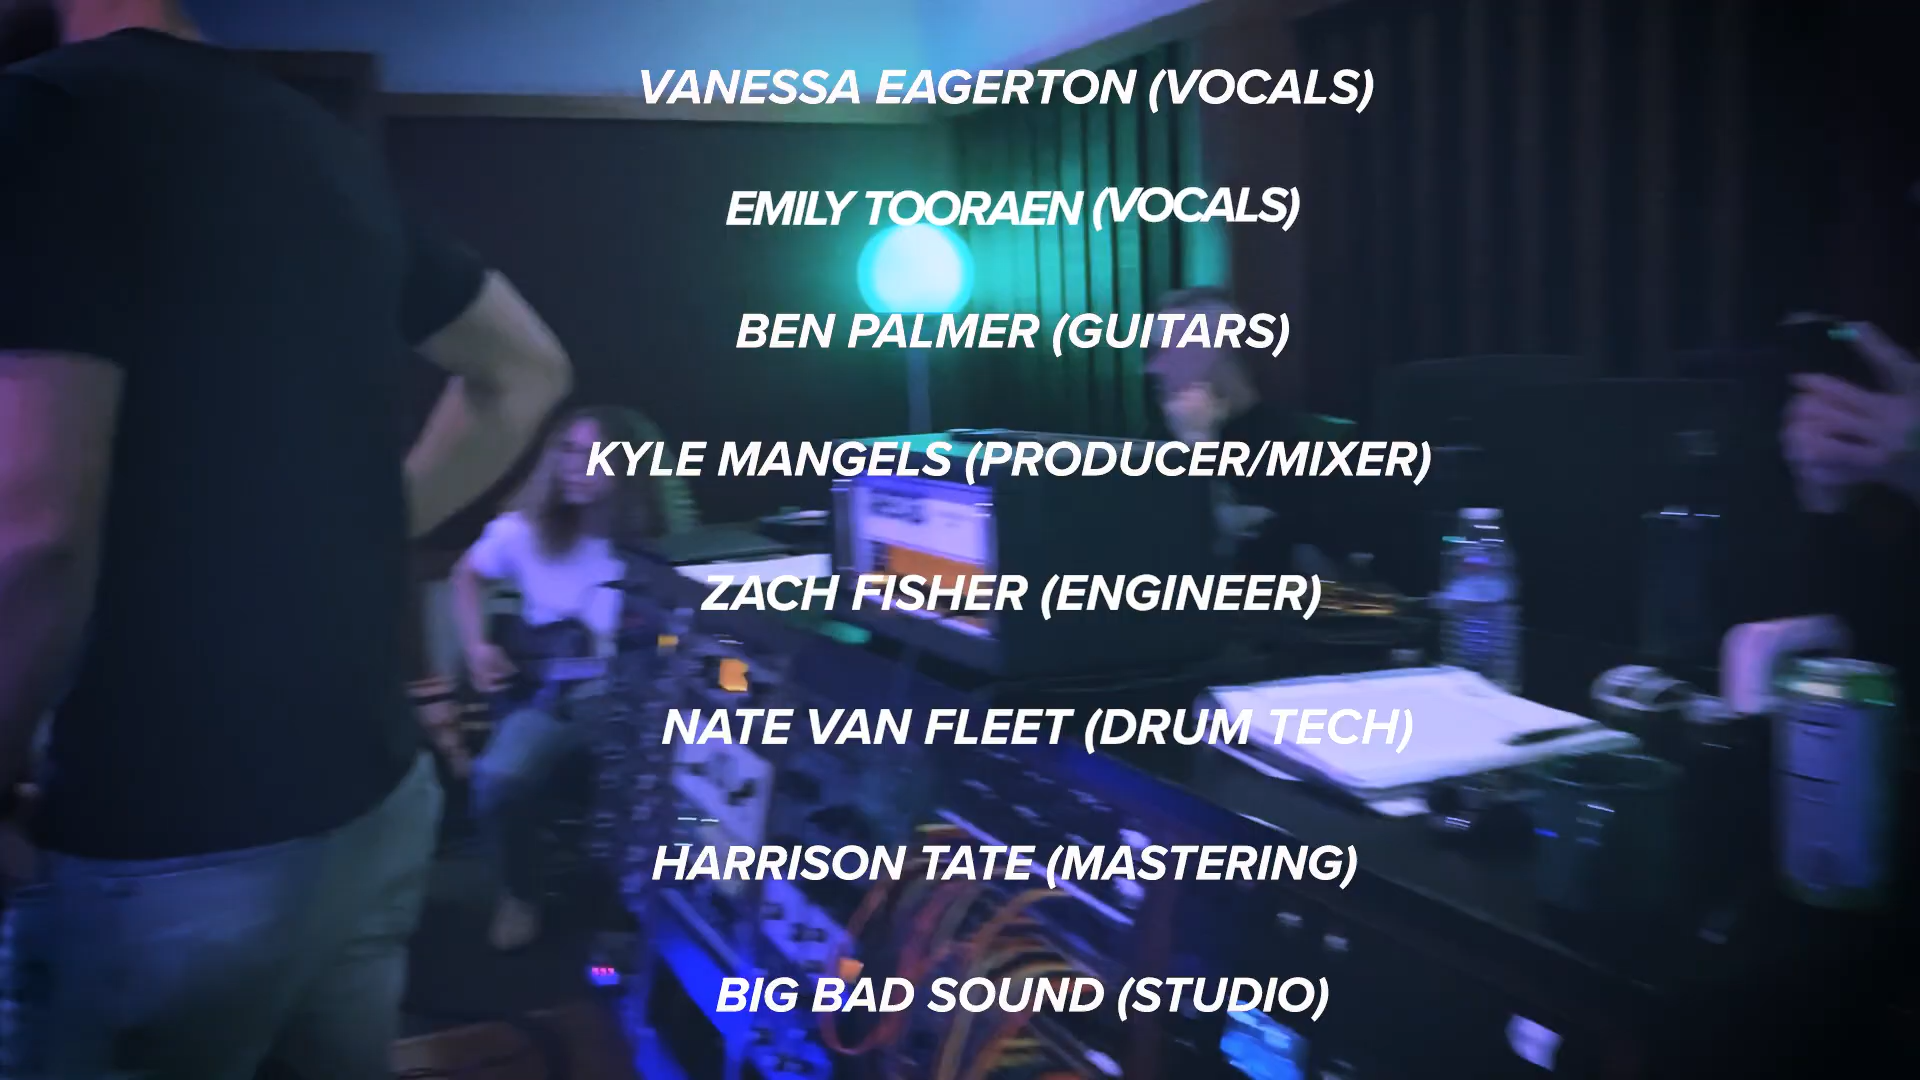 VANESSA EAGERTON (VOCALS)
EMILY TOORAEN (VOCALS)
BEN PALMER (GUITARS)
KYLE MANGELS (PRODUCER/MIXER)
ZACH FISHER (ENGINEER)
NATE VAN FLEET (DRUM TECH)
HARRISON TATE (MASTERING)
BIG BAD SOUND (STUDIO)